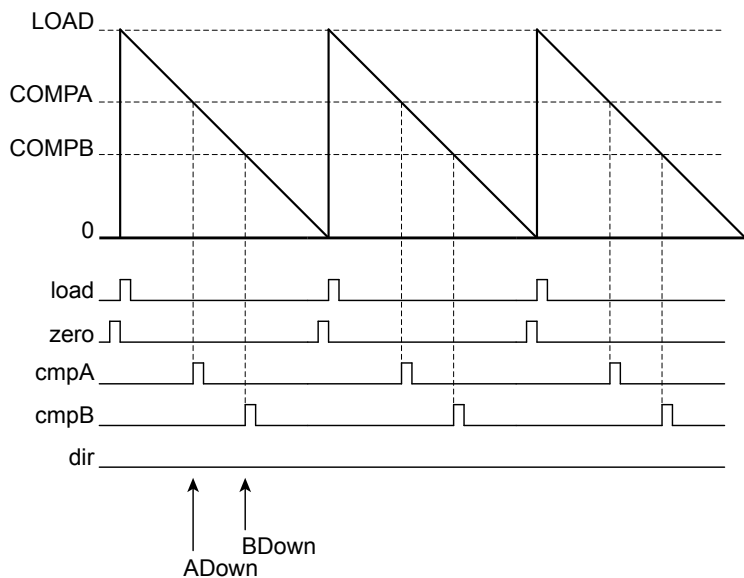 LOAD
COMPA
COMPB
0
load
zero
cmpA
cmpB
dir
BDown
ADown